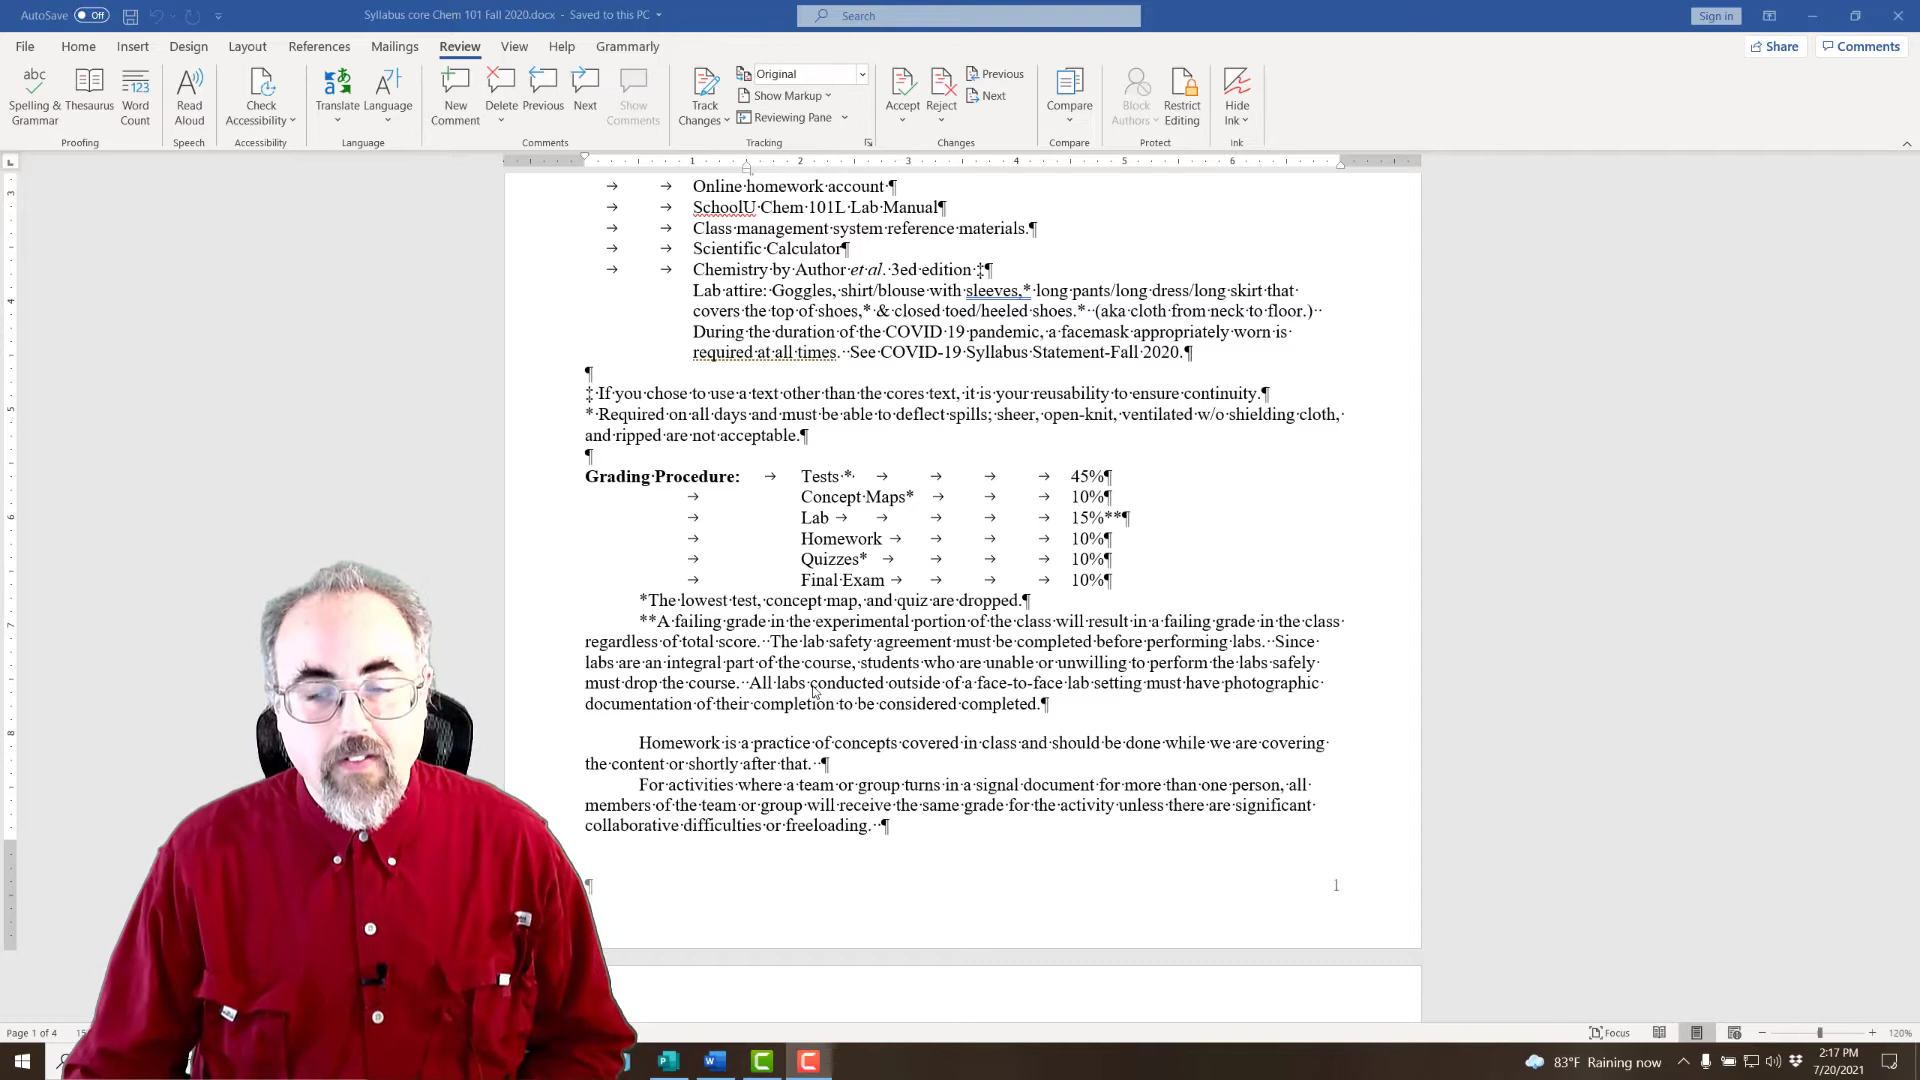 AutoSave Off
Syllabus core Chem 101 Fall 2020.docx - Saved to this PC
Search
Sign in
File Home Insert Design Layout References Mailings Review View Help Grammarly
Share Comments
Spelling & Grammar
Thesaurus
Word Count
Read Aloud
Check Accessibility
Translate
Language
New Comment
Delete
Previous
Next
Show Comments
Track Changes
Original
Show Markup
Reviewing Pane
Accept
Reject
Previous
Next
Compare
Block Authors
Restrict Editing
Hide Ink
Proofing Speech Accessibility Language Comments Tracking Changes Compare Protect Ink
1 2 3 4 5 6
3
4
5
6
7
8
Online homework account ¶
SchoolU Chem 101L Lab Manual¶
Class management system reference materials.¶
Scientific Calculator¶
Chemistry by Author et al. 3ed edition ‡¶
Lab attire: Goggles, shirt/blouse with sleeves,* long pants/long dress/long skirt that
covers the top of shoes,* & closed toed/heeled shoes.* (aka cloth from neck to floor.)
During the duration of the COVID 19 pandemic, a facemask appropriately worn is
required at all times. See COVID-19 Syllabus Statement-Fall 2020.¶
¶
‡ If you chose to use a text other than the cores text, it is your reusability to ensure continuity.¶
* Required on all days and must be able to deflect spills; sheer, open-knit, ventilated w/o shielding cloth,
and ripped are not acceptable.¶
¶
Grading Procedure: → Tests * → → → → 45%¶
→ Concept Maps* → → → 10%¶
→ Lab → → → → → 15%**¶
→ Homework → → → → 10%¶
→ Quizzes* → → → → 10%¶
→ Final Exam → → → → 10%¶
*The lowest test, concept map, and quiz are dropped.¶
**A failing grade in the experimental portion of the class will result in a failing grade in the class
regardless of total score. The lab safety agreement must be completed before performing labs. Since
labs are an integral part of the course, students who are unable or unwilling to perform the labs safely
must drop the course. All labs conducted outside of a face-to-face lab setting must have photographic
documentation of their completion to be considered completed.¶
Homework is a practice of concepts covered in class and should be done while we are covering
the content or shortly after that. ¶
For activities where a team or group turns in a signal document for more than one person, all
members of the team or group will receive the same grade for the activity unless there are significant
collaborative difficulties or freeloading. ¶
¶ 1
Page 1 of 4
Focus
120%
83°F Raining now
2:17 PM
7/20/2021